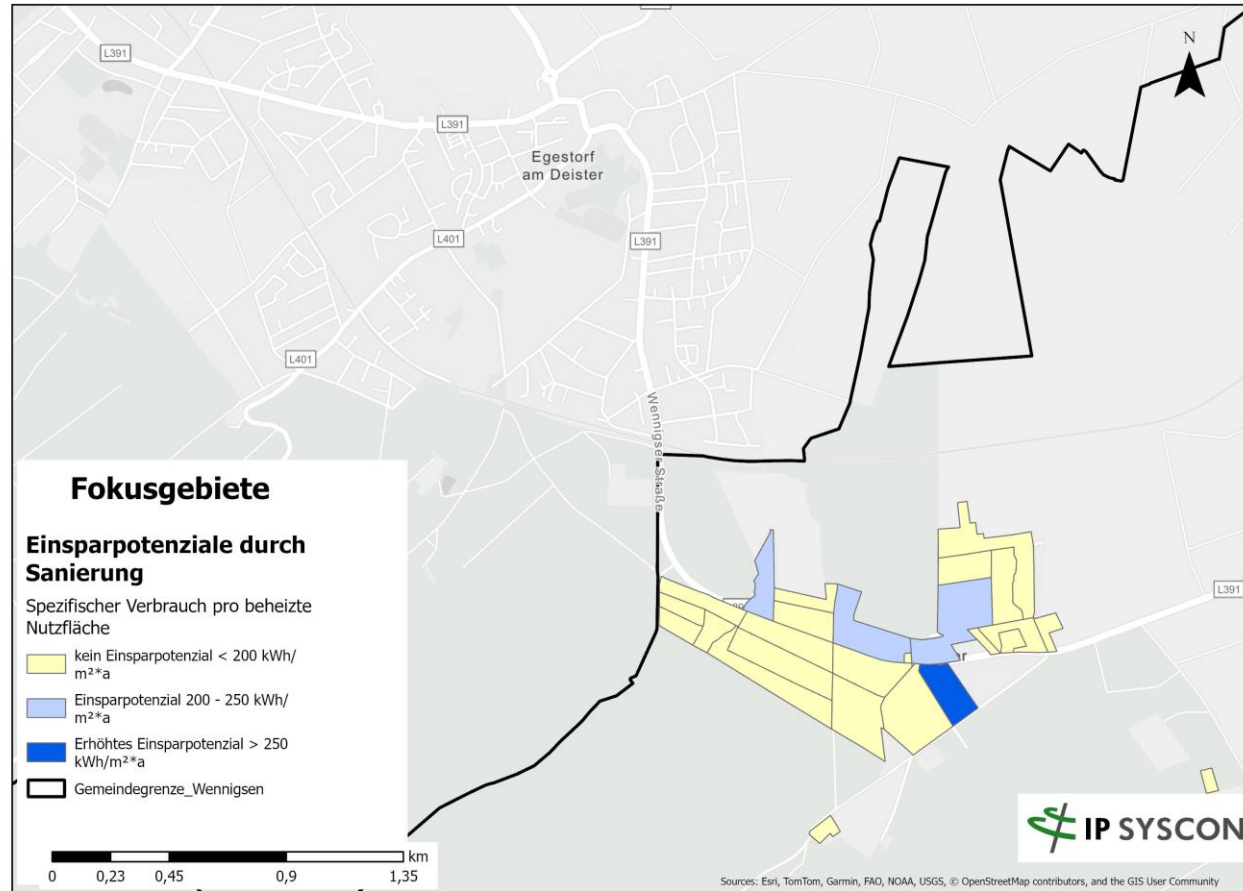 L391
L391
N
Egestorf
am Deister
L401
L391
L401
Wennigser Straße
L391
Fokusgebiete
Einsparpotenziale durch
Sanierung
Spezifischer Verbrauch pro beheizte
Nutzfläche
kein Einsparpotenzial < 200 kWh/
m²*a
Einsparpotenzial 200 - 250 kWh/
m²*a
Erhöhtes Einsparpotenzial > 250
kWh/m²*a
Gemeindegrenze_Wennigsen
km
0 0,23 0,45 0,9 1,35
IP SYSCON
Sources: Esri, TomTom, Garmin, FAO, NOAA, USGS, © OpenStreetMap contributors, and the GIS User Community